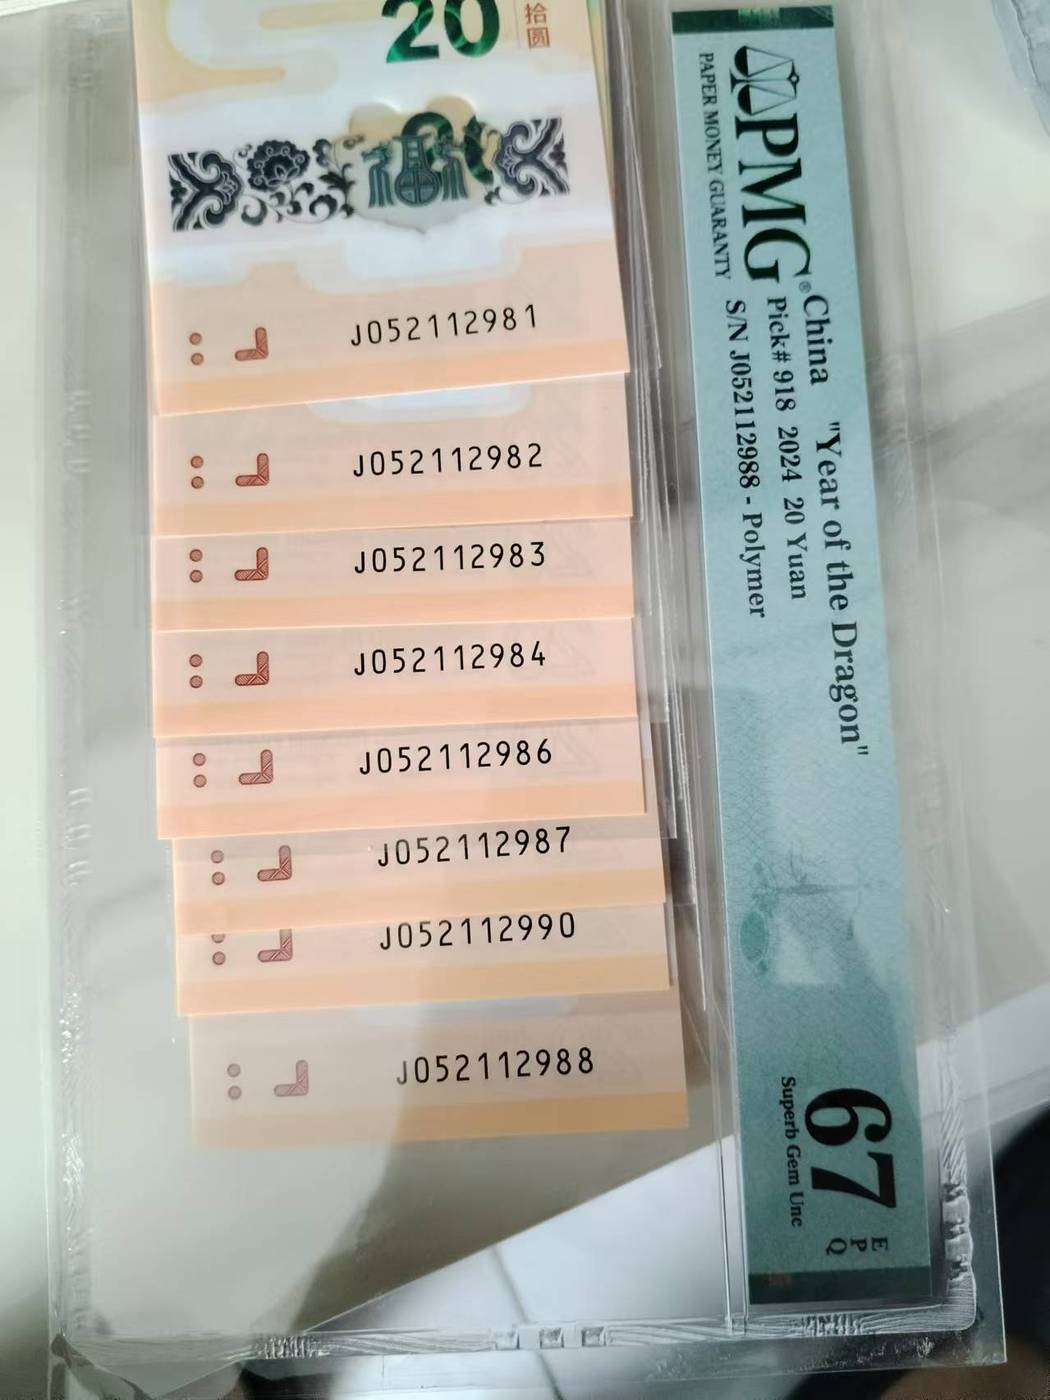 20
拾圆
福
J052112981
J052112982
J052112983
J052112984
J052112986
J052112987
J052112990
J052112988
PMG®
PAPER MONEY GUARANTY
China "Year of the Dragon"
Pick# 918 2024 20 Yuan
S/N J052112988 - Polymer
67 EPQ
Superb Gem Unc